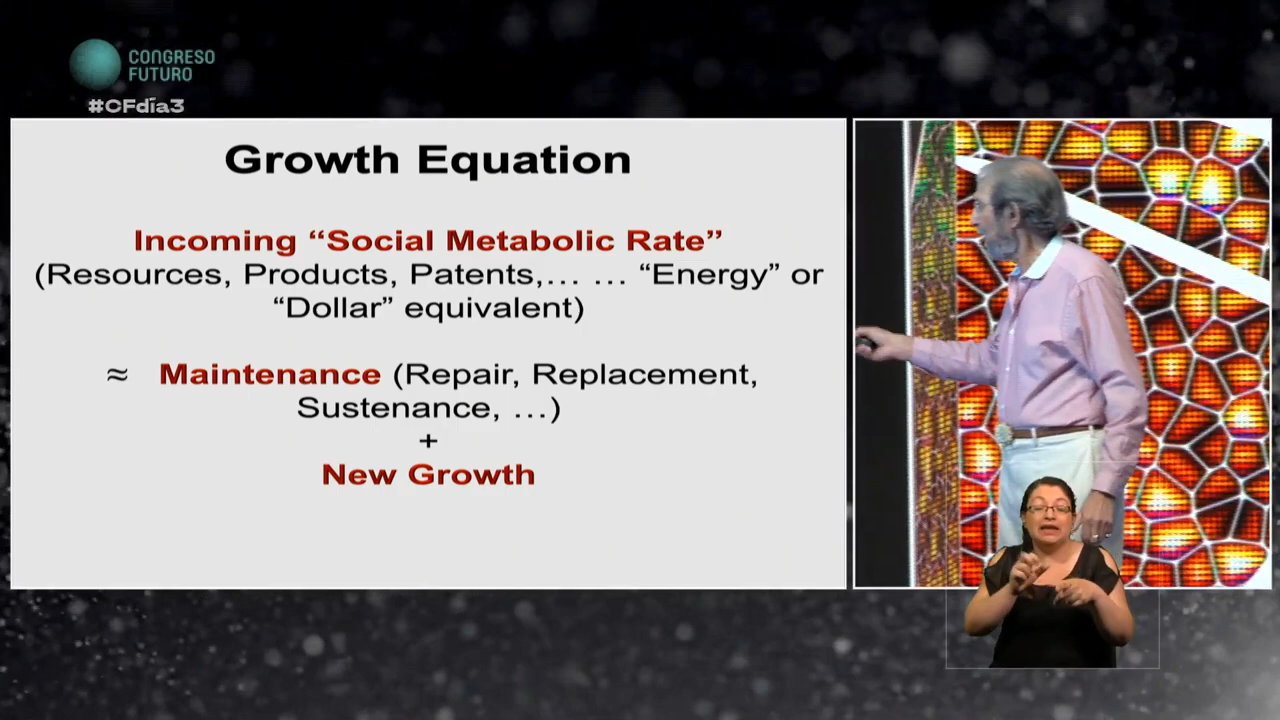 CONGRESO
FUTURO
#CFdía3
Growth Equation
Incoming “Social Metabolic Rate”
(Resources, Products, Patents,… … “Energy” or
“Dollar” equivalent)
≈ Maintenance (Repair, Replacement,
Sustenance, …)
+
New Growth